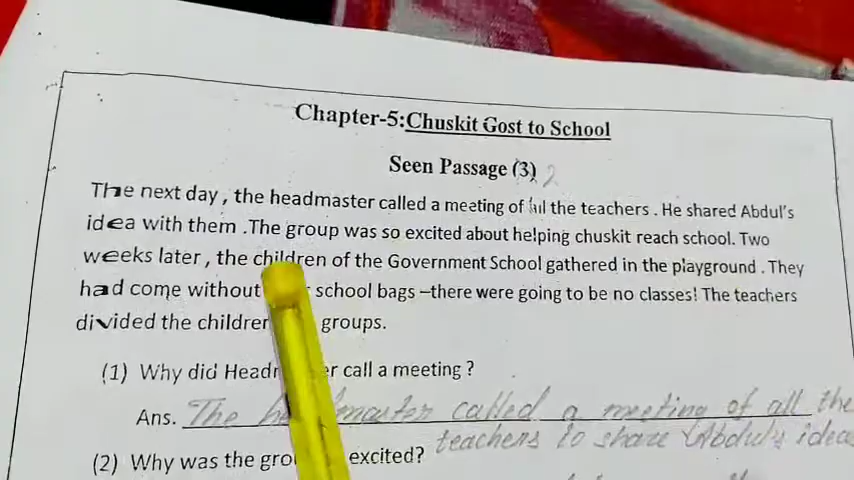 Chapter-5:Chuskit Gost to School
Seen Passage (3) 2
The next day , the headmaster called a meeting of the teachers . He shared Abdul's
idea with them .The group was so excited about helping chuskit reach school. Two
weeks later , the children of the Government School gathered in the playground . They
had come without school bags –there were going to be no classes! The teachers
divided the groups.
(1) Why did call a meeting ?
Ans. The called a meeting of all the
teachers to share Abdul's idea
(2) Why was the excited?